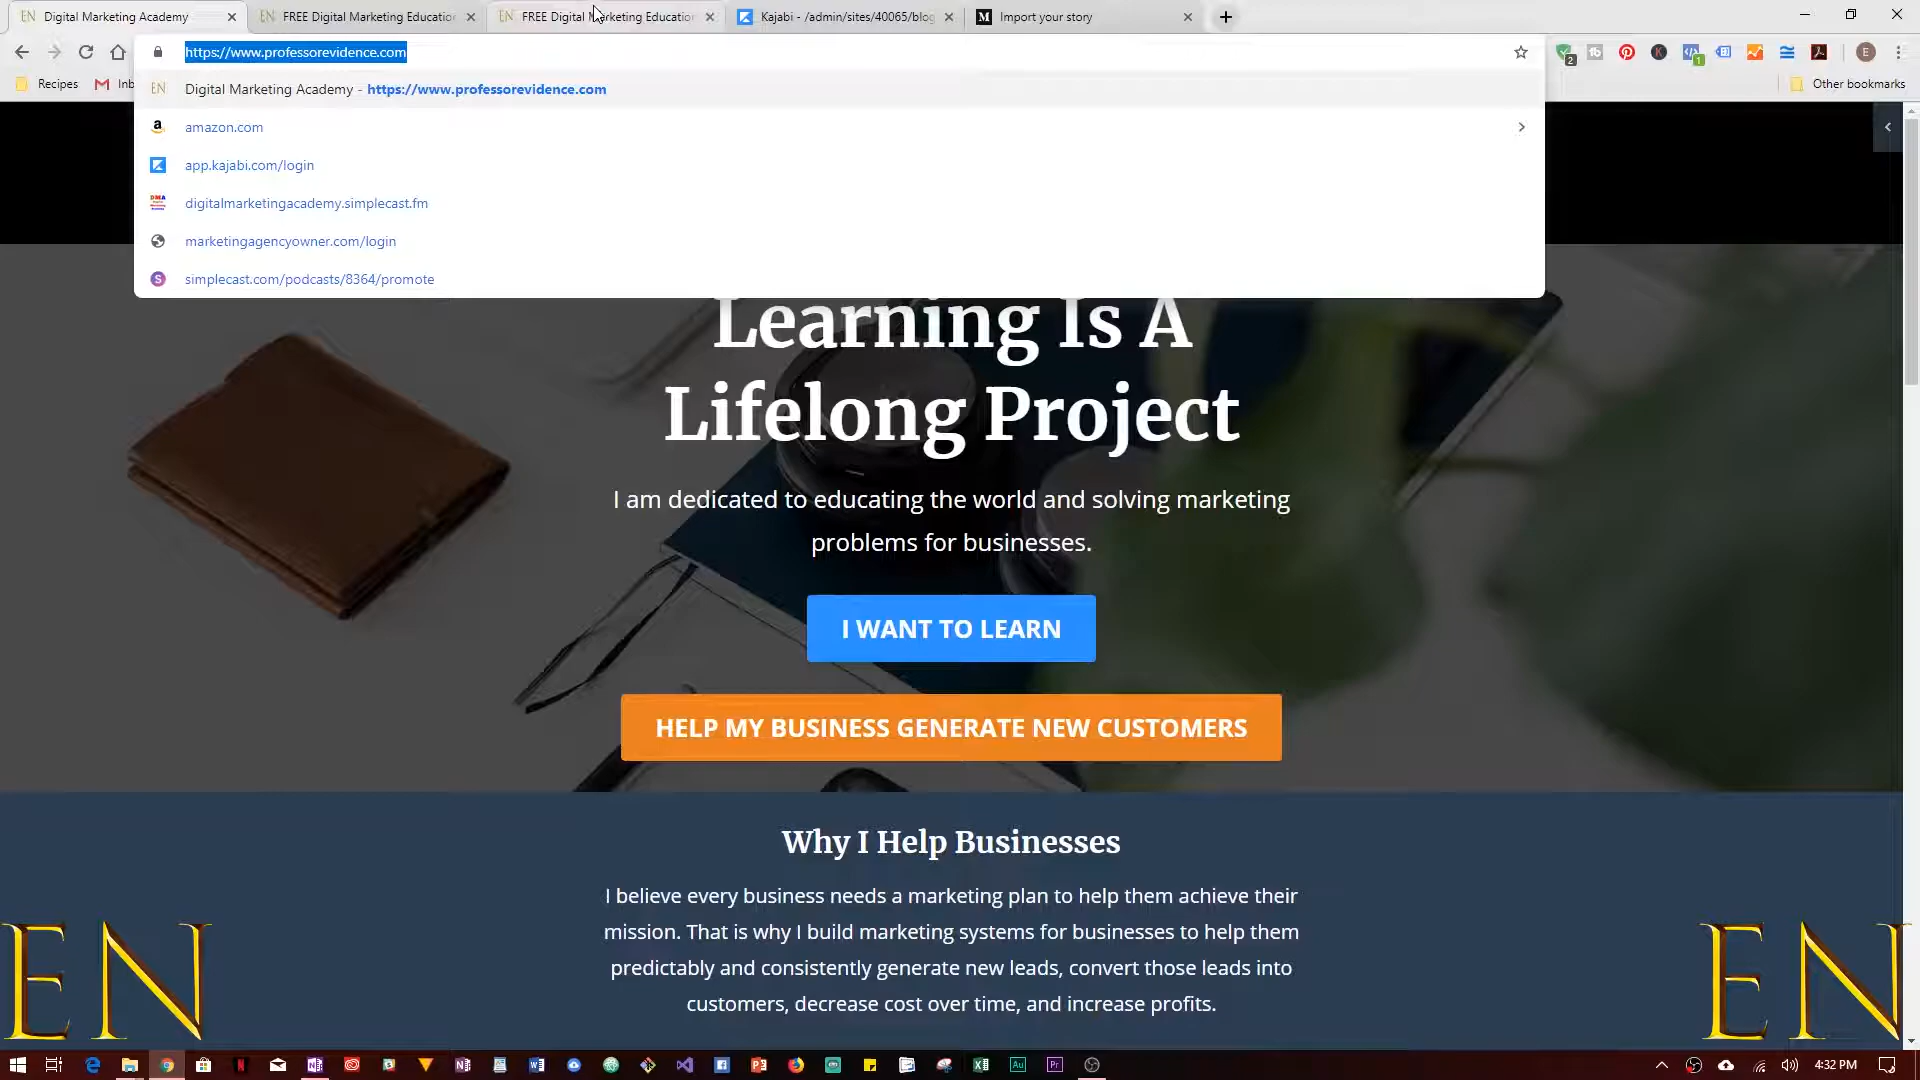 Digital Marketing Academy
FREE Digital Marketing Educatio
FREE Digital Marketing Educatio
Kajabi - /admin/sites/40065/blog
Import your story
https://www.professorevidence.com
Recipes
Inb
Other bookmarks
Digital Marketing Academy - https://www.professorevidence.com
amazon.com
app.kajabi.com/login
digitalmarketingacademy.simplecast.fm
marketingagencyowner.com/login
simplecast.com/podcasts/8364/promote
Learning Is A
Lifelong Project
I am dedicated to educating the world and solving marketing
problems for businesses.
I WANT TO LEARN
HELP MY BUSINESS GENERATE NEW CUSTOMERS
Why I Help Businesses
I believe every business needs a marketing plan to help them achieve their
mission. That is why I build marketing systems for businesses to help them
predictably and consistently generate new leads, convert those leads into
customers, decrease cost over time, and increase profits.
EN
EN
4:32 PM